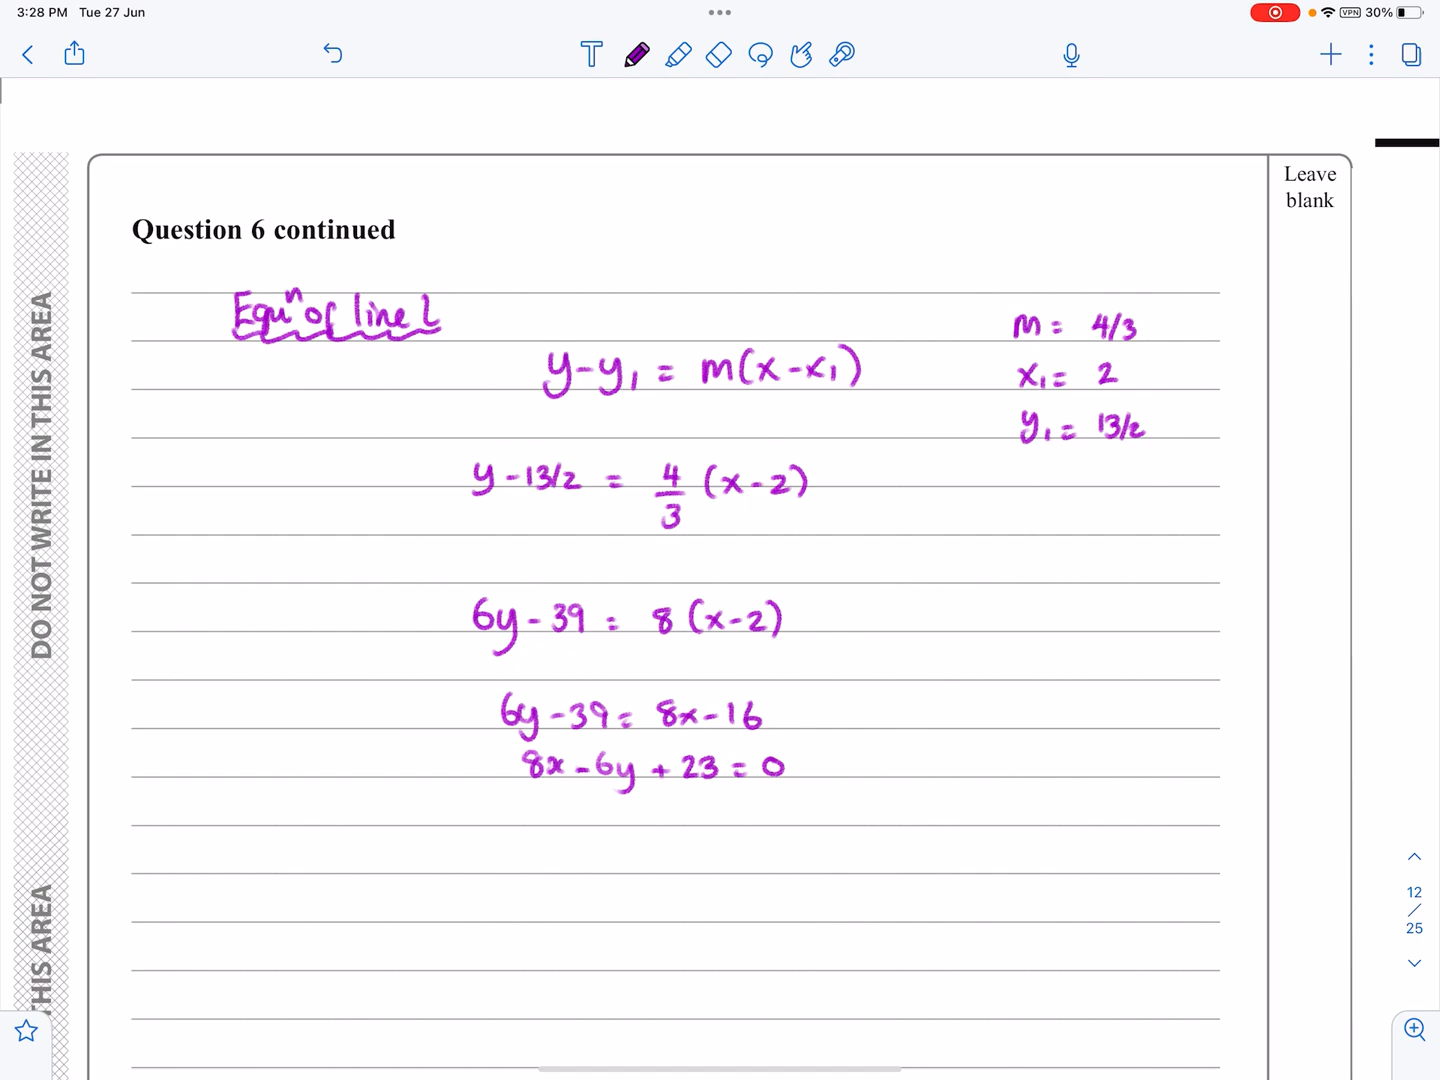 3:28 PM Tue 27 Jun
VPN 30%
T
Leave
blank
Question 6 continued
Equⁿ of line l
m = 4/3
y - y₁ = m(x - x₁)
x₁ = 2
y₁ = 13/2
y - 13/2 = 4/3 (x - 2)
6y - 39 = 8 (x - 2)
6y - 39 = 8x - 16
8x - 6y + 23 = 0
DO NOT WRITE IN THIS AREA
THIS AREA
12
/
25